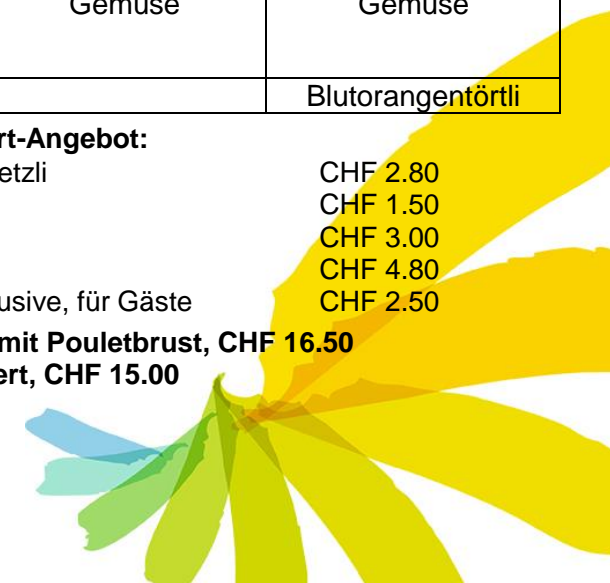 Gemüse Gemüse
Blutorangentörtli
rt-Angebot:
etzli CHF 2.80
CHF 1.50
CHF 3.00
CHF 4.80
usive, für Gäste CHF 2.50
mit Pouletbrust, CHF 16.50
ert, CHF 15.00